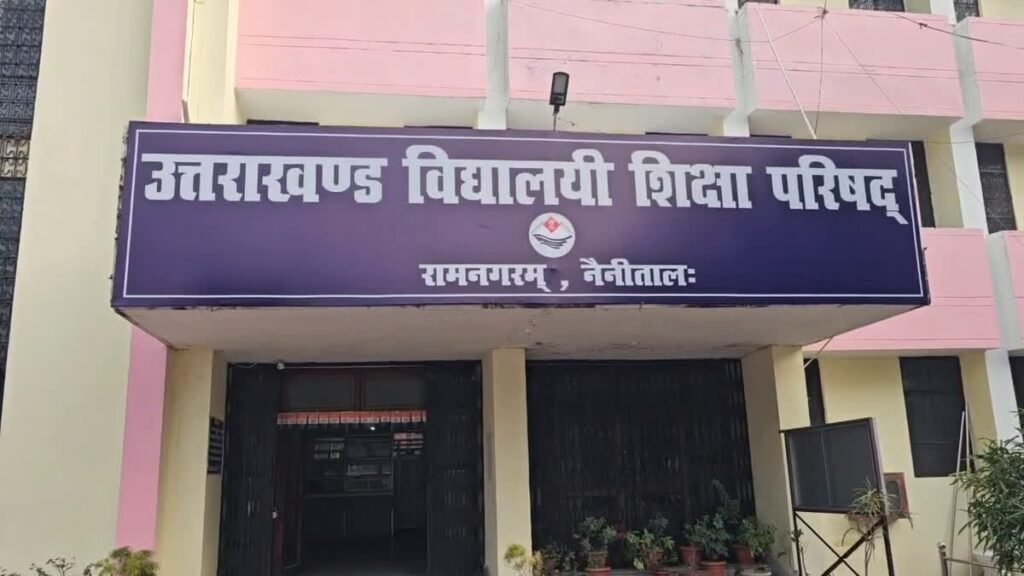 उत्तराखण्ड विद्यालयी शिक्षा परिषद्
रामनगरम् , नैनीतालः